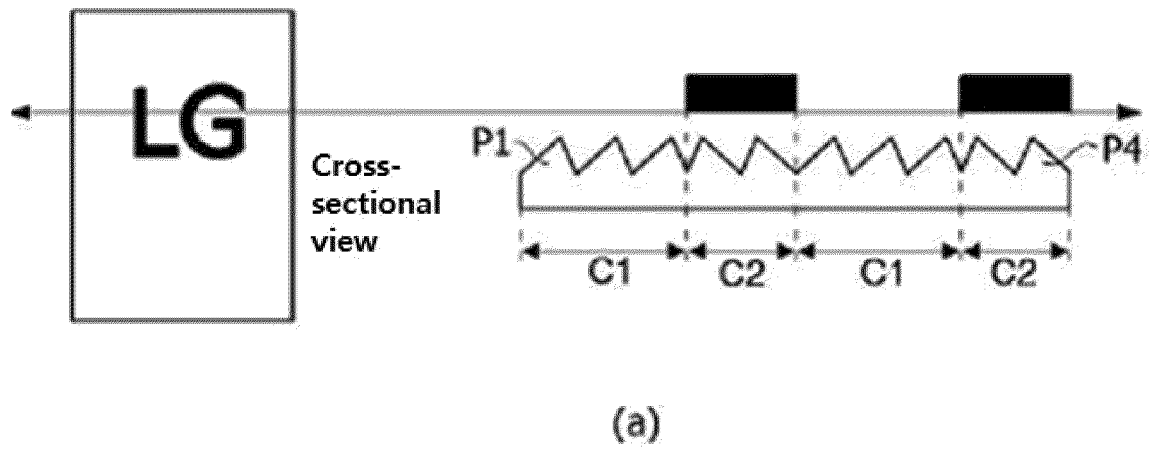 LG
Cross-
sectional
view
P1
P4
C1 C2 C1 C2
(a)